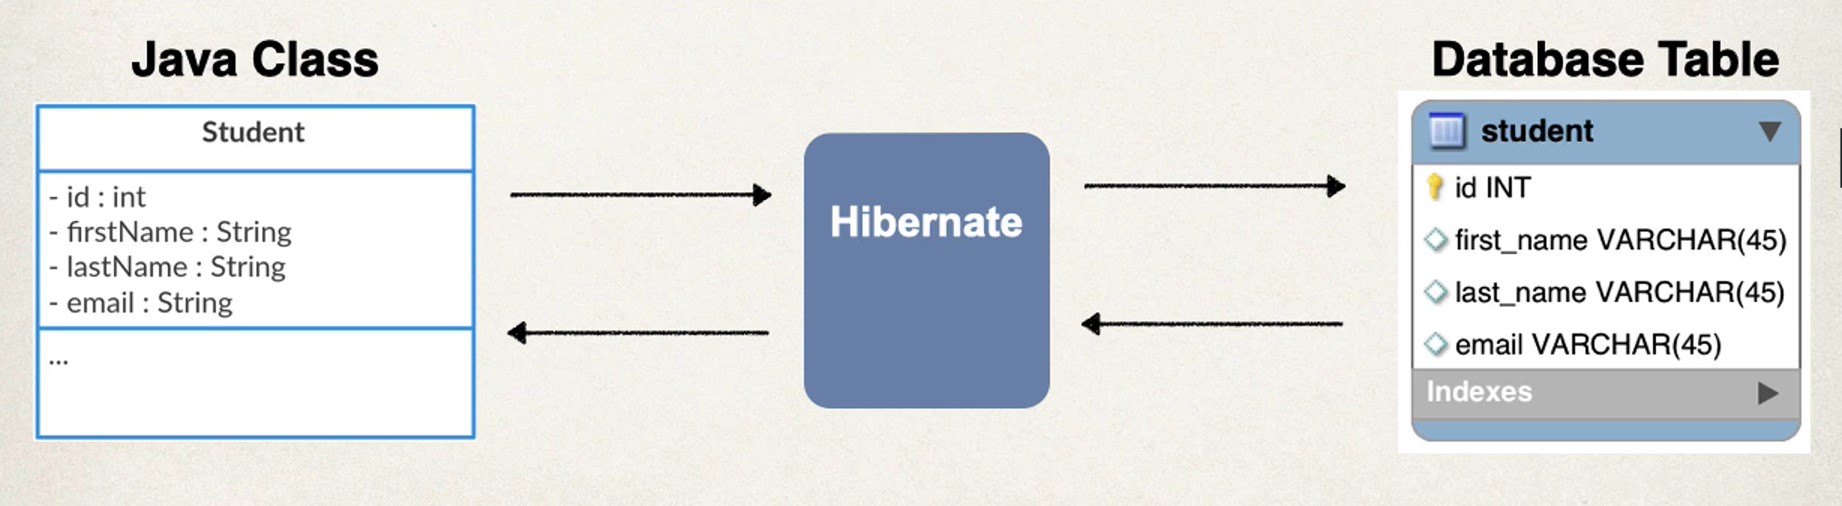 Java Class
Student
- id : int
- firstName : String
- lastName : String
- email : String
...
Hibernate
Database Table
student
id INT
first_name VARCHAR(45)
last_name VARCHAR(45)
email VARCHAR(45)
Indexes